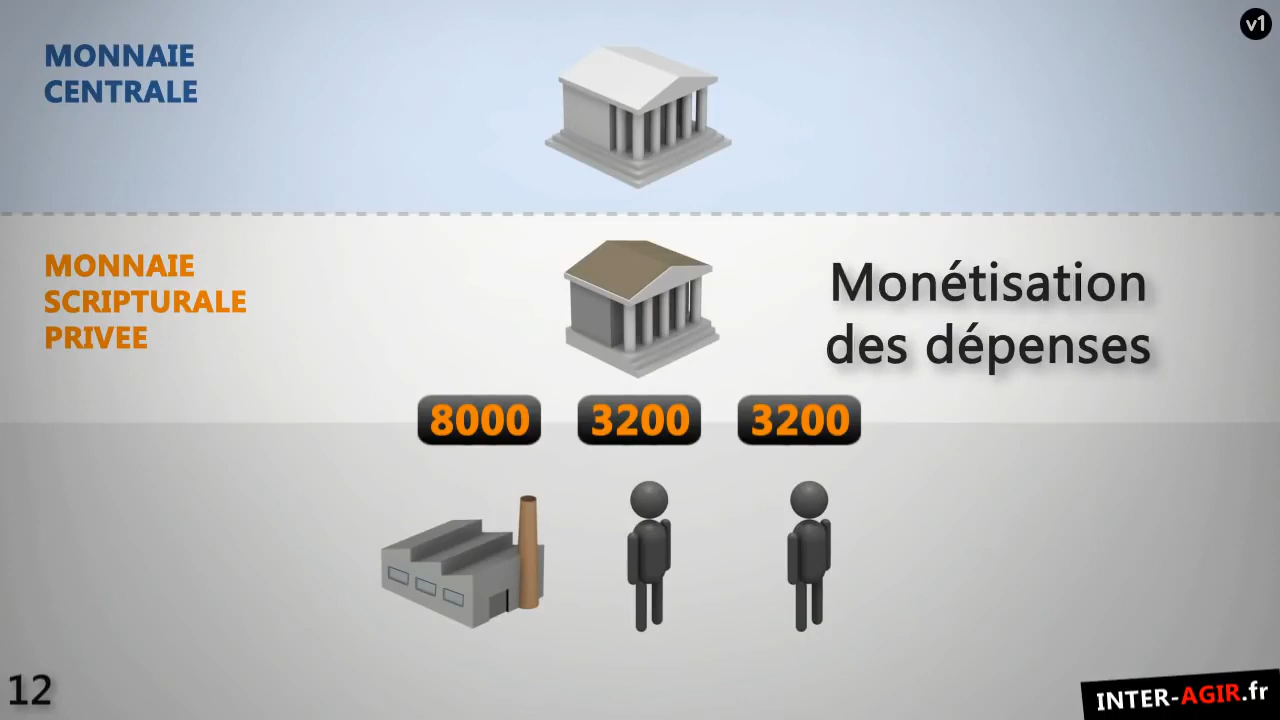 v1
MONNAIE
CENTRALE
MONNAIE
SCRIPTURALE
PRIVEE
Monétisation
des dépenses
8000 3200 3200
12
INTER-AGIR.fr